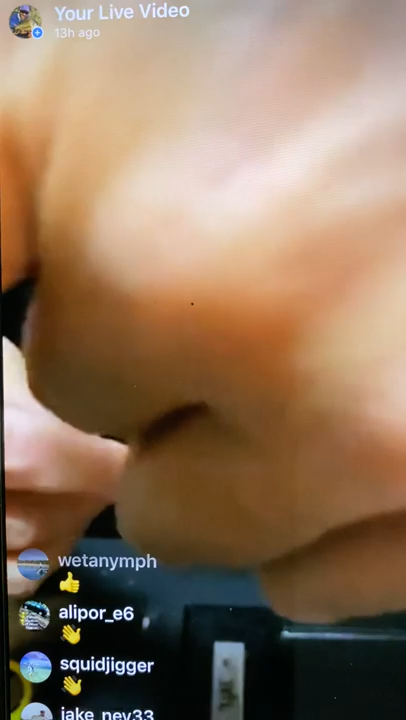 Your Live Video
13h ago
wetanymph
👍
alipor_e6
👋
squidjigger
👋
jake_nev33